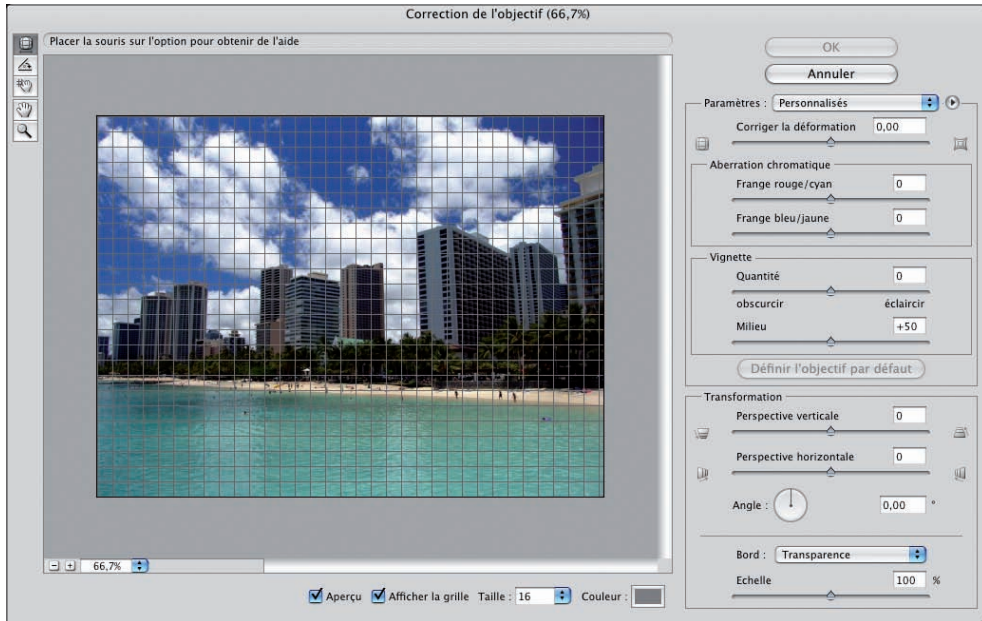 Correction de l'objectif (66,7%)
Placer la souris sur l'option pour obtenir de l'aide
OK
Annuler
Paramètres : Personnalisés
Corriger la déformation 0,00
Aberration chromatique
Frange rouge/cyan 0
Frange bleu/jaune 0
Vignette
Quantité 0
obscurcir éclaircir
Milieu +50
Définir l'objectif par défaut
Transformation
Perspective verticale 0
Perspective horizontale 0
Angle : 0,00 °
Bord : Transparence
Echelle 100 %
66,7%
Aperçu Afficher la grille Taille : 16 Couleur :